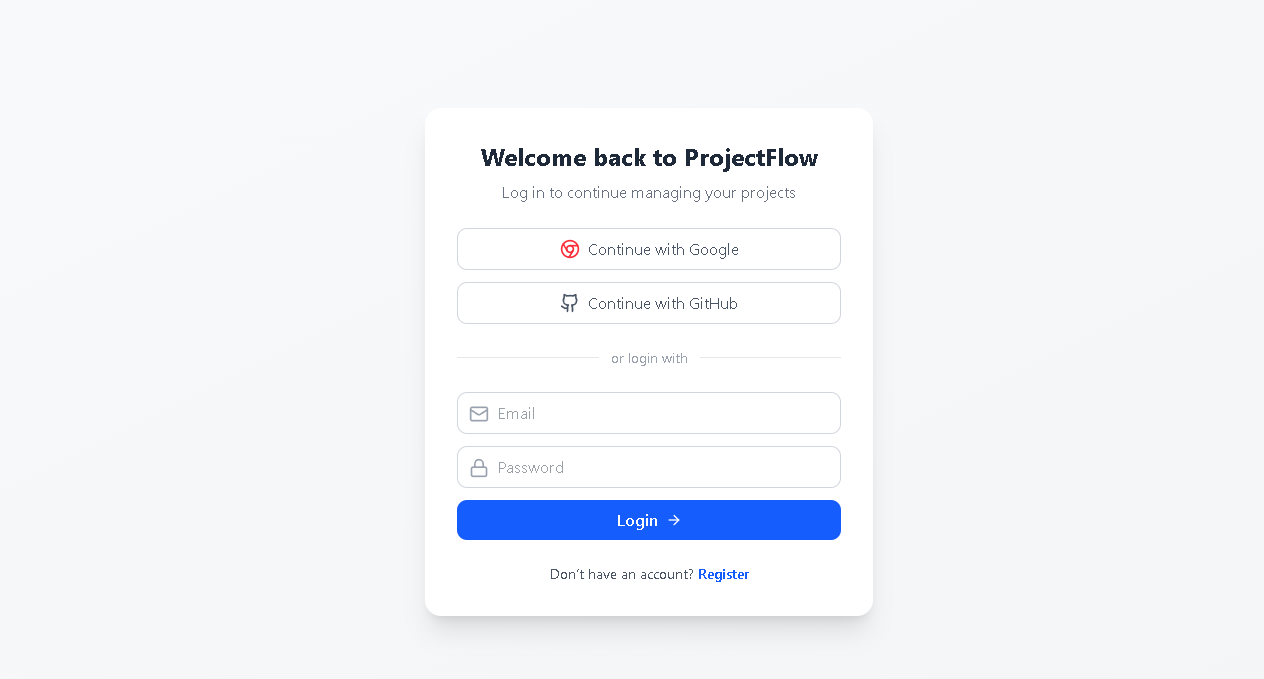 Welcome back to ProjectFlow
Log in to continue managing your projects
Continue with Google
Continue with GitHub
or login with
Email
Password
Login
Don't have an account? Register